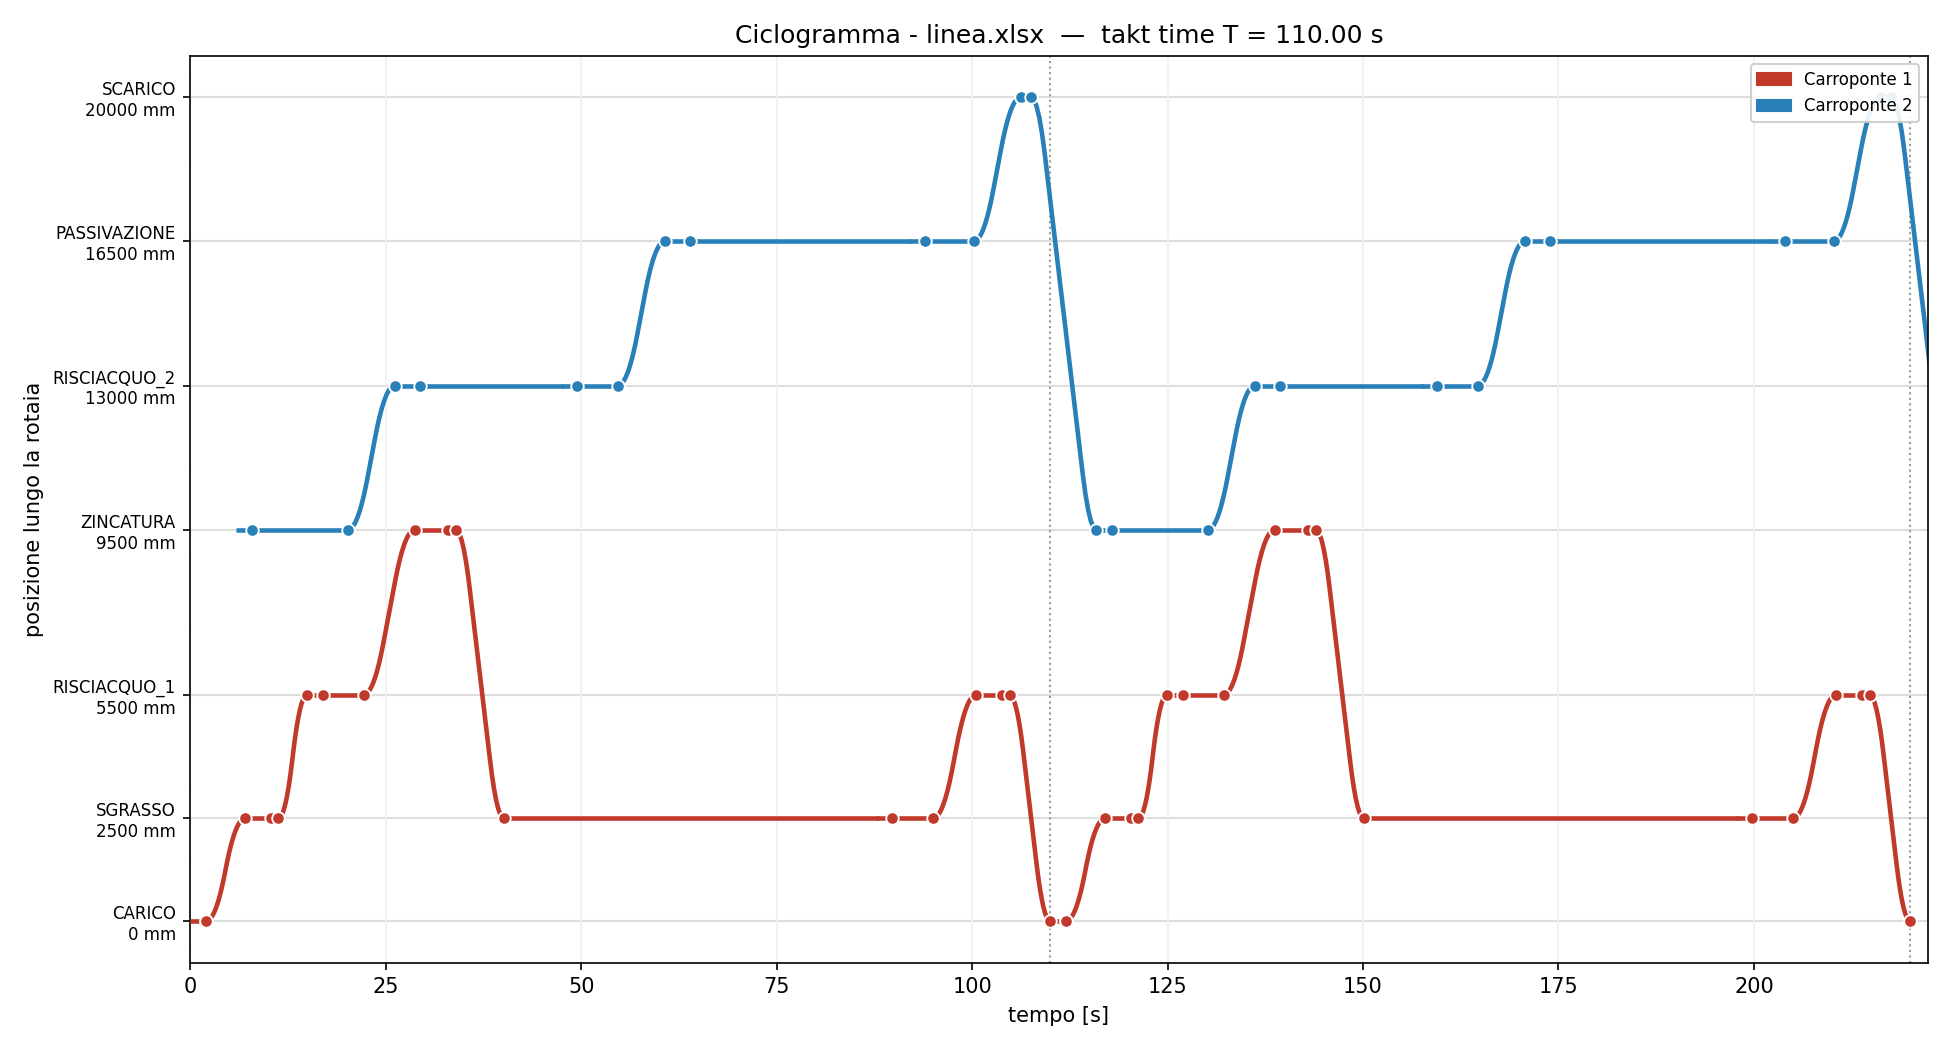 Ciclogramma - linea.xlsx — takt time T = 110.00 s
Carroponte 1
Carroponte 2
SCARICO
20000 mm
PASSIVAZIONE
16500 mm
RISCIACQUO_2
13000 mm
ZINCATURA
9500 mm
RISCIACQUO_1
5500 mm
SGRASSO
2500 mm
CARICO
0 mm
posizione lungo la rotaia
0 25 50 75 100 125 150 175 200
tempo [s]